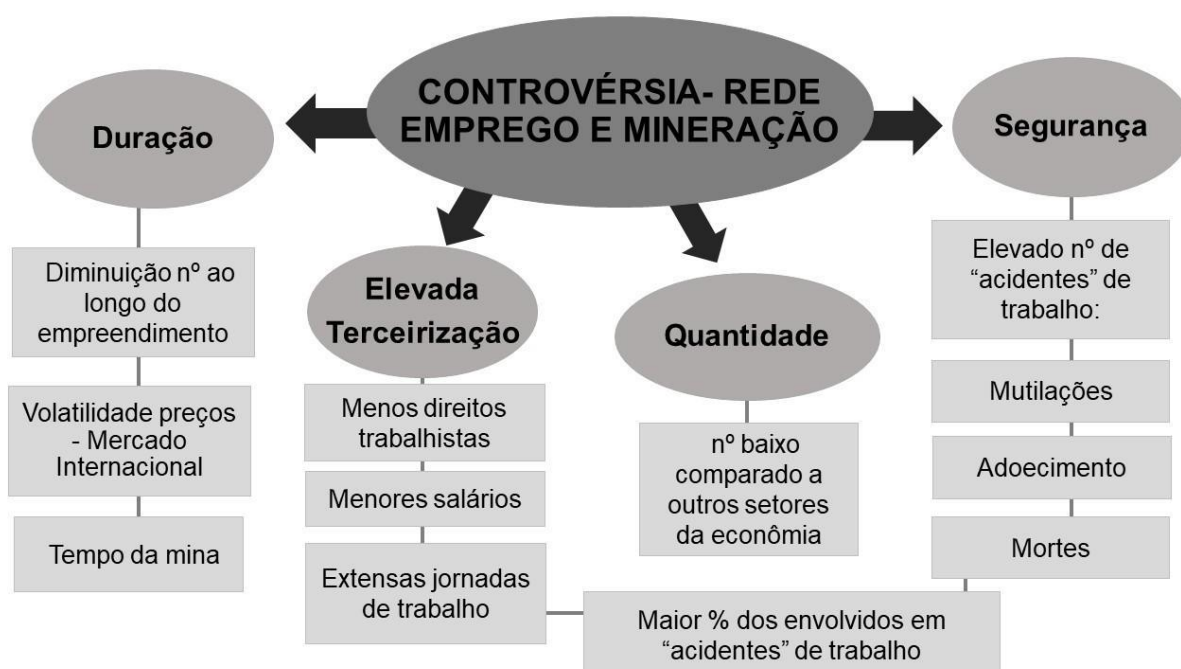 CONTROVÉRSIA- REDE
EMPREGO E MINERAÇÃO
Duração
Diminuição nº ao
longo do
empreendimento
Volatilidade preços
- Mercado
Internacional
Tempo da mina
Elevada
Terceirização
Menos direitos
trabalhistas
Menores salários
Extensas jornadas
de trabalho
Quantidade
nº baixo
comparado a
outros setores
da econômia
Segurança
Elevado nº de
“acidentes” de
trabalho:
Mutilações
Adoecimento
Mortes
Maior % dos envolvidos em
“acidentes” de trabalho